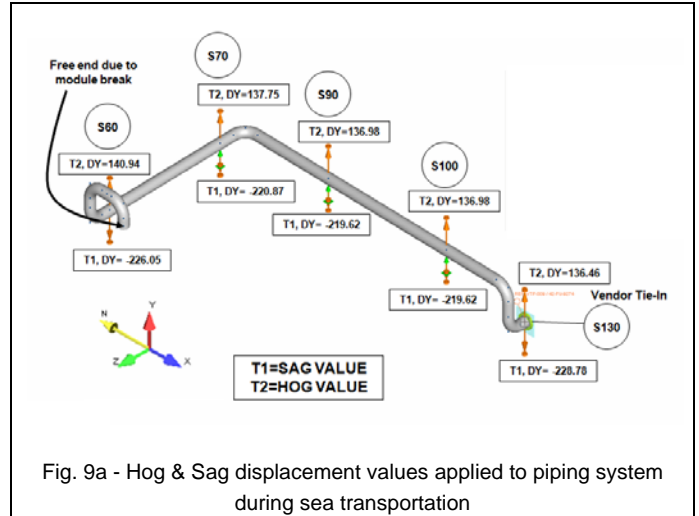 S70
Free end due to
module break
T2, DY=137.75
S90
S60
T2, DY=136.98
S100
T2, DY=140.94
T1, DY= -220.87
T2, DY=136.98
T1, DY= -219.62
T1, DY= -226.05
T2, DY=136.46
T1, DY= -219.62
Vendor Tie-In
S130
N
Y
Z
X
T1=SAG VALUE
T2=HOG VALUE
T1, DY= -228.78
Fig. 9a - Hog & Sag displacement values applied to piping system
during sea transportation